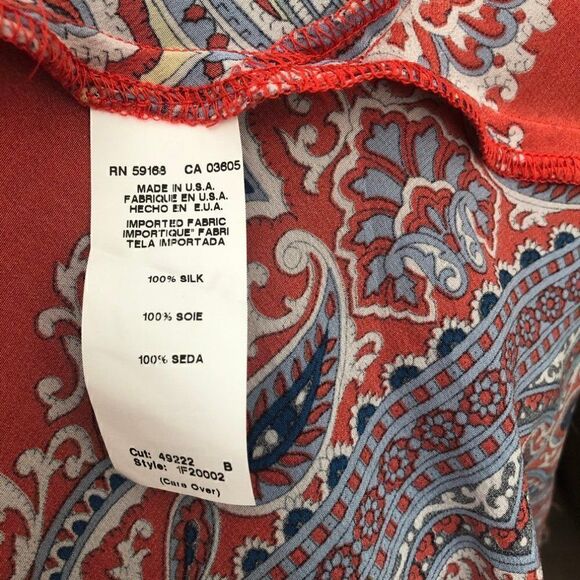 RN 59168 CA 03605
MADE IN U.S.A.
FABRIQUE EN U.S.A.
HECHO EN E.U.A.
IMPORTED FABRIC
IMPORTIQUE" FABRI
TELA IMPORTADA
100% SILK
100% SOIE
100% SEDA
Cut: 49222 B
Style: 1F20002
(Care Over)